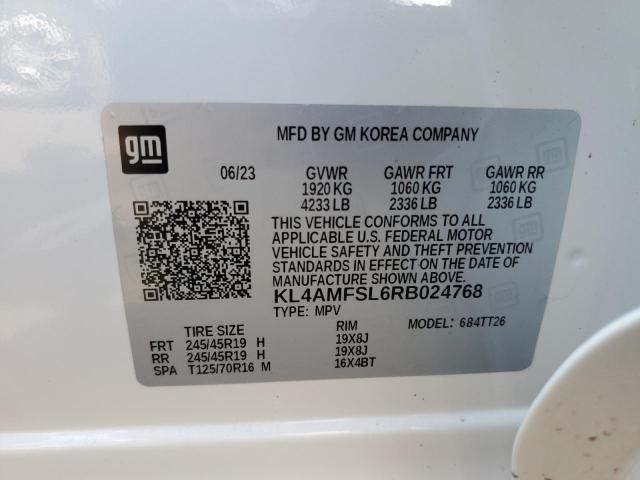 gm
MFD BY GM KOREA COMPANY
06/23 GVWR GAWR FRT GAWR RR
1920 KG 1060 KG 1060 KG
4233 LB 2336 LB 2336 LB
THIS VEHICLE CONFORMS TO ALL
APPLICABLE U.S. FEDERAL MOTOR
VEHICLE SAFETY AND THEFT PREVENTION
STANDARDS IN EFFECT ON THE DATE OF
MANUFACTURE SHOWN ABOVE.
KL4AMFSL6RB024768
TYPE: MPV
TIRE SIZE RIM MODEL: 684TT26
FRT 245/45R19 H 19X8J
RR 245/45R19 H 19X8J
SPA T125/70R16 M 16X4BT